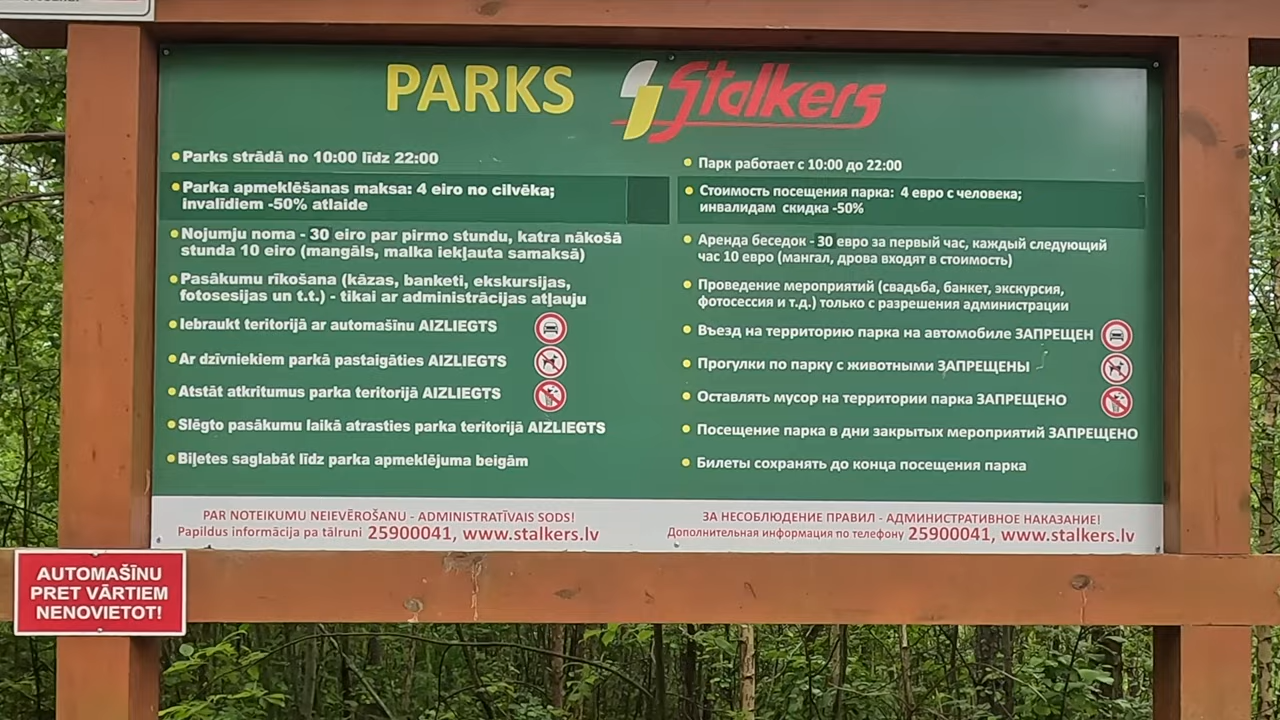 PARKS Stalkers
Parks strādā no 10:00 līdz 22:00
Parka apmeklēšanas maksa: 4 eiro no cilvēka;
invalīdiem -50% atlaide
Nojumju noma - 30 eiro par pirmo stundu, katra nākošā
stunda 10 eiro (mangāls, malka iekļauta samaksā)
Pasākumu rīkošana (kāzas, banketi, ekskursijas,
fotosesijas un t.t.) - tikai ar administrācijas atļauju
Iebraukt teritorijā ar automašīnu AIZLIEGTS
Ar dzīvniekiem parkā pastaigāties AIZLIEGTS
Atstāt atkritumus parka teritorijā AIZLIEGTS
Slēgto pasākumu laikā atrasties parka teritorijā AIZLIEGTS
Biļetes saglabāt līdz parka apmeklējuma beigām
PAR NOTEIKUMU NEIEVĒROŠANU - ADMINISTRATĪVAIS SODS!
Papildus informācija pa tālruni 25900041, www.stalkers.lv
Парк работает с 10:00 до 22:00
Стоимость посещения парка: 4 евро с человека;
инвалидам скидка -50%
Аренда беседок - 30 евро за первый час, каждый следующий
час 10 евро (мангал, дрова входят в стоимость)
Проведение мероприятий (свадьба, банкет, экскурсия,
фотосессия и т.д.) только с разрешения администрации
Въезд на территорию парка на автомобиле ЗАПРЕЩЕН
Прогулки по парку с животными ЗАПРЕЩЕНЫ
Оставлять мусор на территории парка ЗАПРЕЩЕНО
Посещение парка в дни закрытых мероприятий ЗАПРЕЩЕНО
Билеты сохранять до конца посещения парка
ЗА НЕСОБЛЮДЕНИЕ ПРАВИЛ - АДМИНИСТРАТИВНОЕ НАКАЗАНИЕ!
Дополнительная информация по телефону 25900041, www.stalkers.lv
AUTOMAŠĪNU
PRET VĀRTIEM
NENOVIETOT!